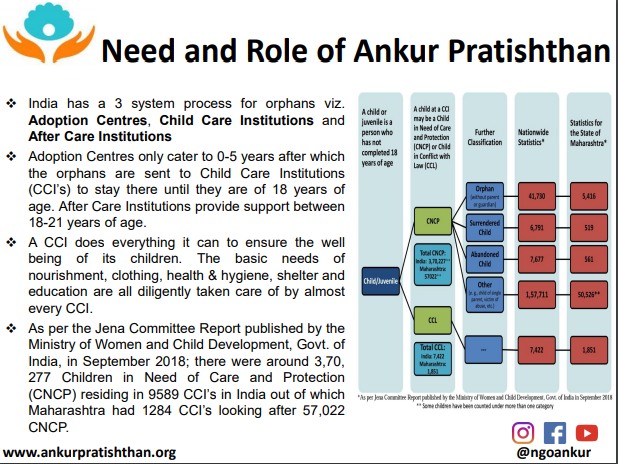 Need and Role of Ankur Pratishthan
❖ India has a 3 system process for orphans viz.
Adoption Centres, Child Care Institutions and
After Care Institutions
❖ Adoption Centres only cater to 0-5 years after which
the orphans are sent to Child Care Institutions
(CCI's) to stay there until they are of 18 years of
age. After Care Institutions provide support between
18-21 years of age.
❖ A CCI does everything it can to ensure the well
being of its children. The basic needs of
nourishment, clothing, health & hygiene, shelter and
education are all diligently taken care of by almost
every CCI.
❖ As per the Jena Committee Report published by the
Ministry of Women and Child Development, Govt. of
India, in September 2018; there were around 3,70,
277 Children in Need of Care and Protection
(CNCP) residing in 9589 CCI's in India out of which
Maharashtra had 1284 CCI's looking after 57,022
CNCP.
A child or
juvenile is a
person who
has not
completed 18
years of age
Child/Juvenile
A child at a CCI
may be a Child
in Need of Care
and Protection
(CNCP) or Child
in Conflict with
Law (CCL)
CNCP
Total CNCP:
India: 3,70,227
Maharashtra:
57022
CCL
Total CCL:
India: 7,422
Maharashtra:
1,851
Further
Classification
Orphan
(without parent
or guardian)
Surrendered
Child
Abandoned
Child
Other
(e.g., child of single
parent, victim of
abuse, etc.)
---
Nationwide
Statistics*
41,730
6,791
7,677
1,57,711
7,422
Statistics for
the State of
Maharashtra*
5,416
519
561
50,526**
1,851
*As per Jena Committee Report published by the Ministry of Women and Child Development, Govt. of India in September 2018
** Some children have been counted under more than one category
www.ankurpratishthan.org
@ngoankur